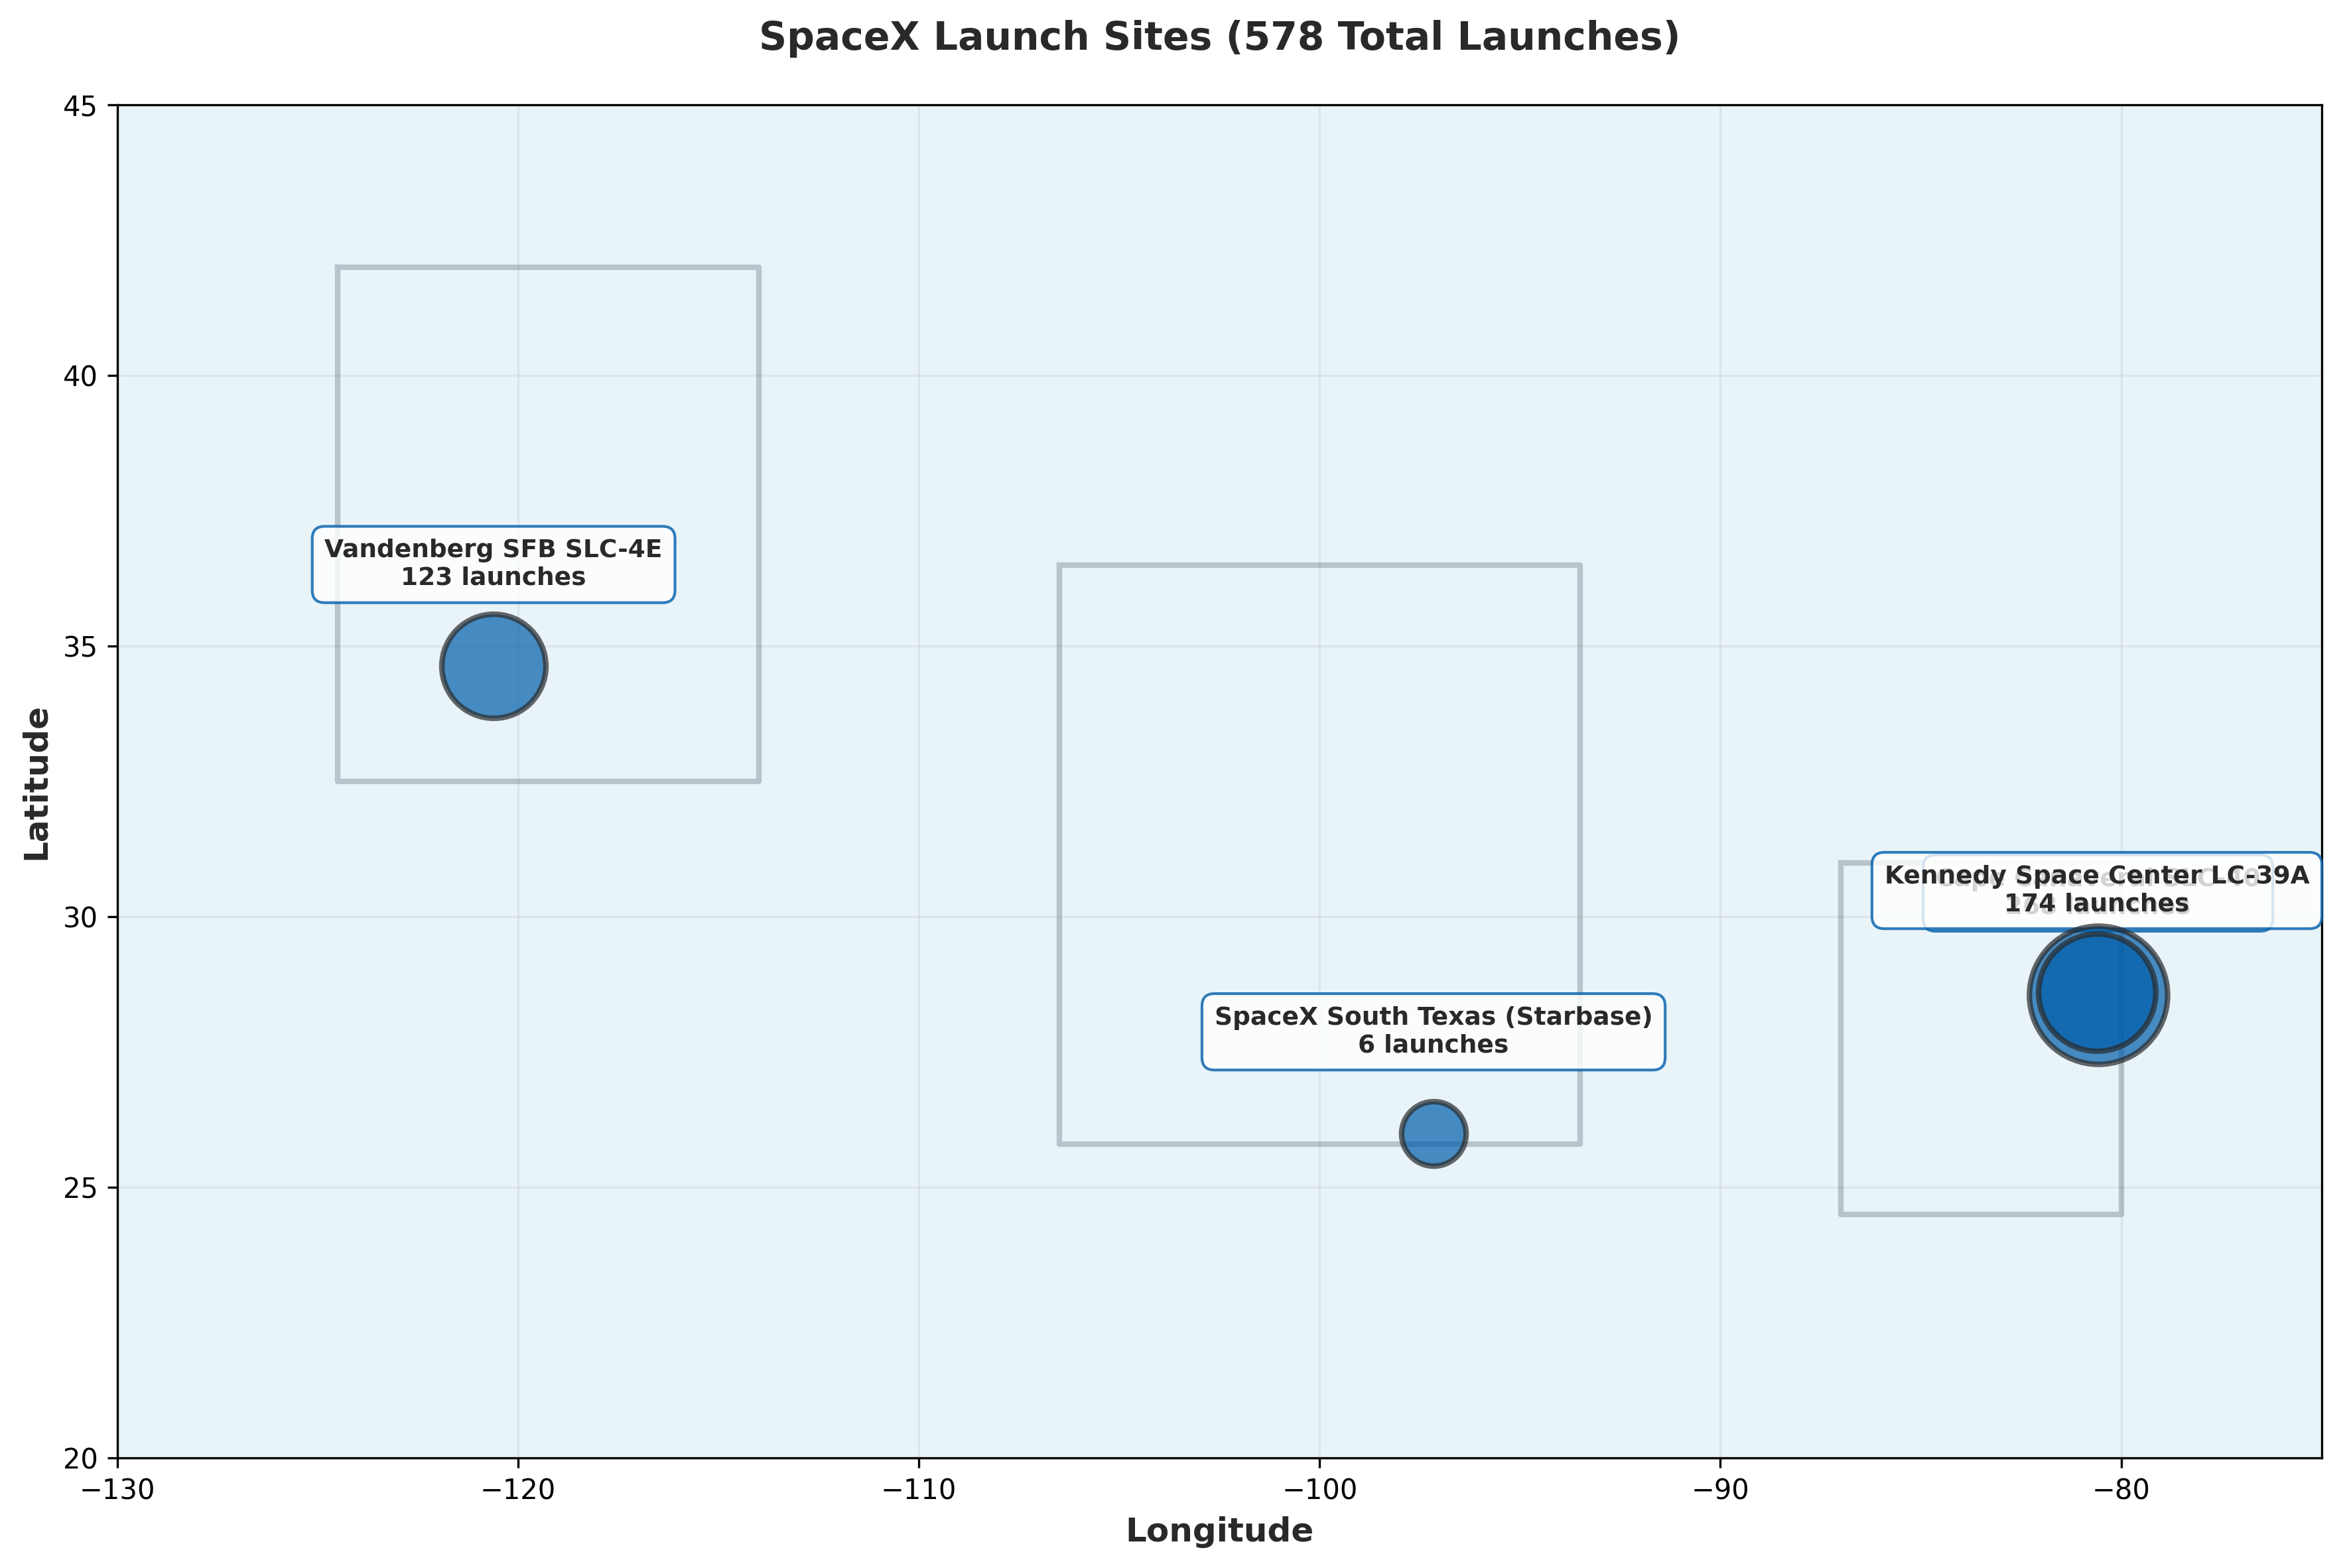 SpaceX Launch Sites (578 Total Launches)
45
40
35
30
25
20
Latitude
Vandenberg SFB SLC-4E
123 launches
Kennedy Space Center LC-39A
174 launches
SpaceX South Texas (Starbase)
6 launches
−130
−120
−110
−100
−90
−80
Longitude